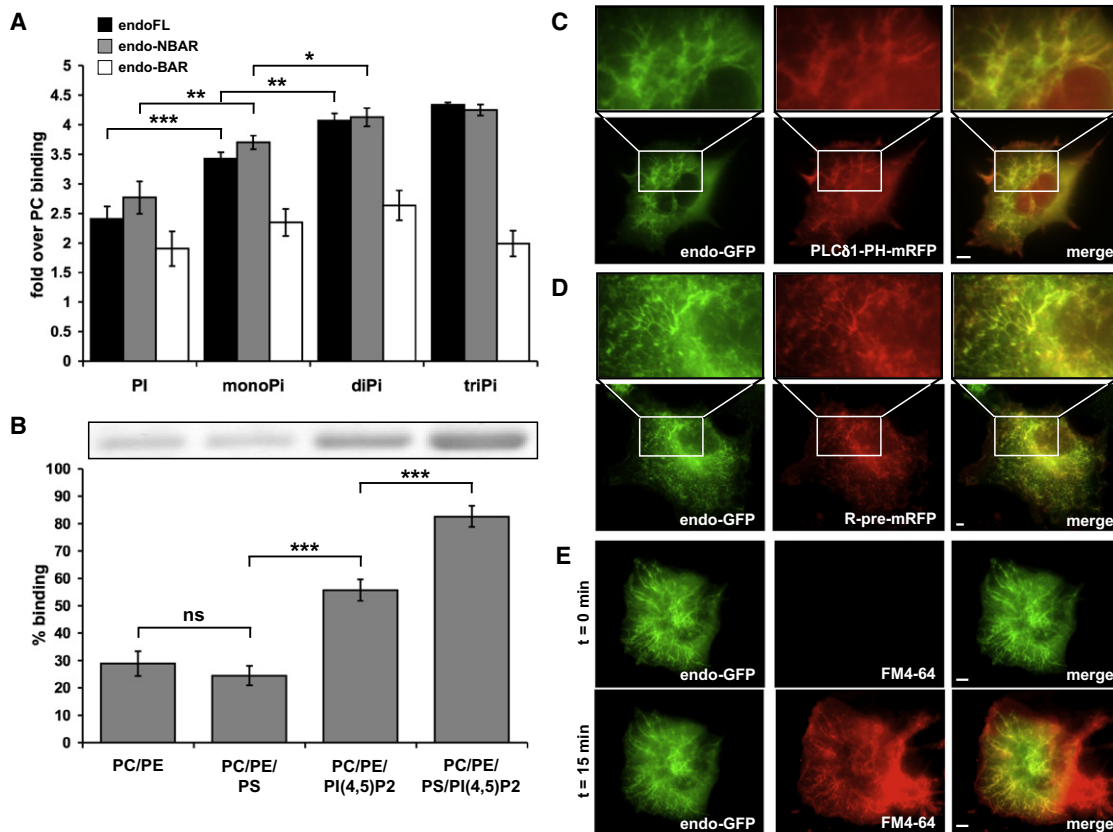 A
endoFL
endo-NBAR
endo-BAR
fold over PC binding
5
4.5
4
3.5
3
2.5
2
1.5
1
0.5
0
***
**
**
*
PI
monoPi
diPi
triPi
B
% binding
100
90
80
70
60
50
40
30
20
10
0
ns
***
***
PC/PE
PC/PE/
PS
PC/PE/
PI(4,5)P2
PC/PE/
PS/PI(4,5)P2
C
endo-GFP
PLCδ1-PH-mRFP
merge
D
endo-GFP
R-pre-mRFP
merge
E
t = 0 min
endo-GFP
FM4-64
merge
t = 15 min
endo-GFP
FM4-64
merge